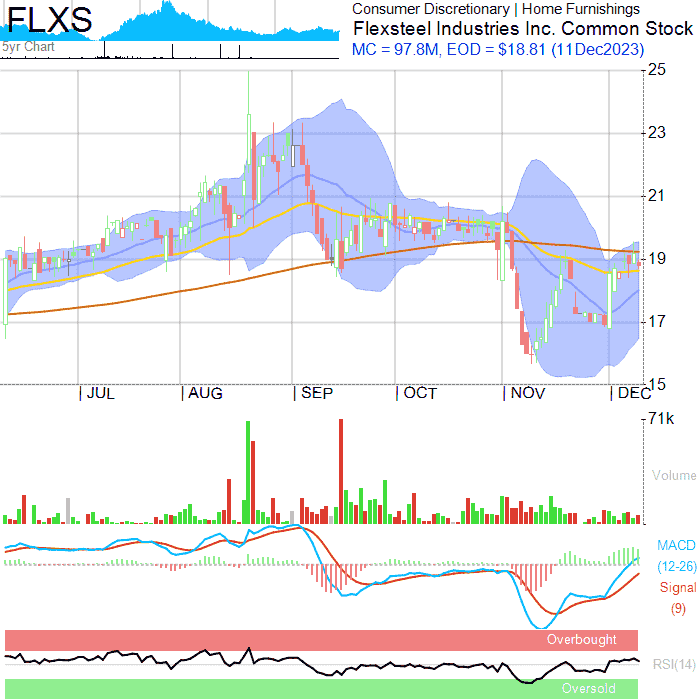 FLXS
5yr Chart
Consumer Discretionary | Home Furnishings
Flexsteel Industries Inc. Common Stock
MC = 97.8M, EOD = $18.81 (11Dec2023)
25
23
21
19
17
15
| JUL | AUG | SEP | OCT | NOV | DEC
71k
Volume
MACD
(12-26)
Signal
(9)
Overbought
RSI(14)
Oversold